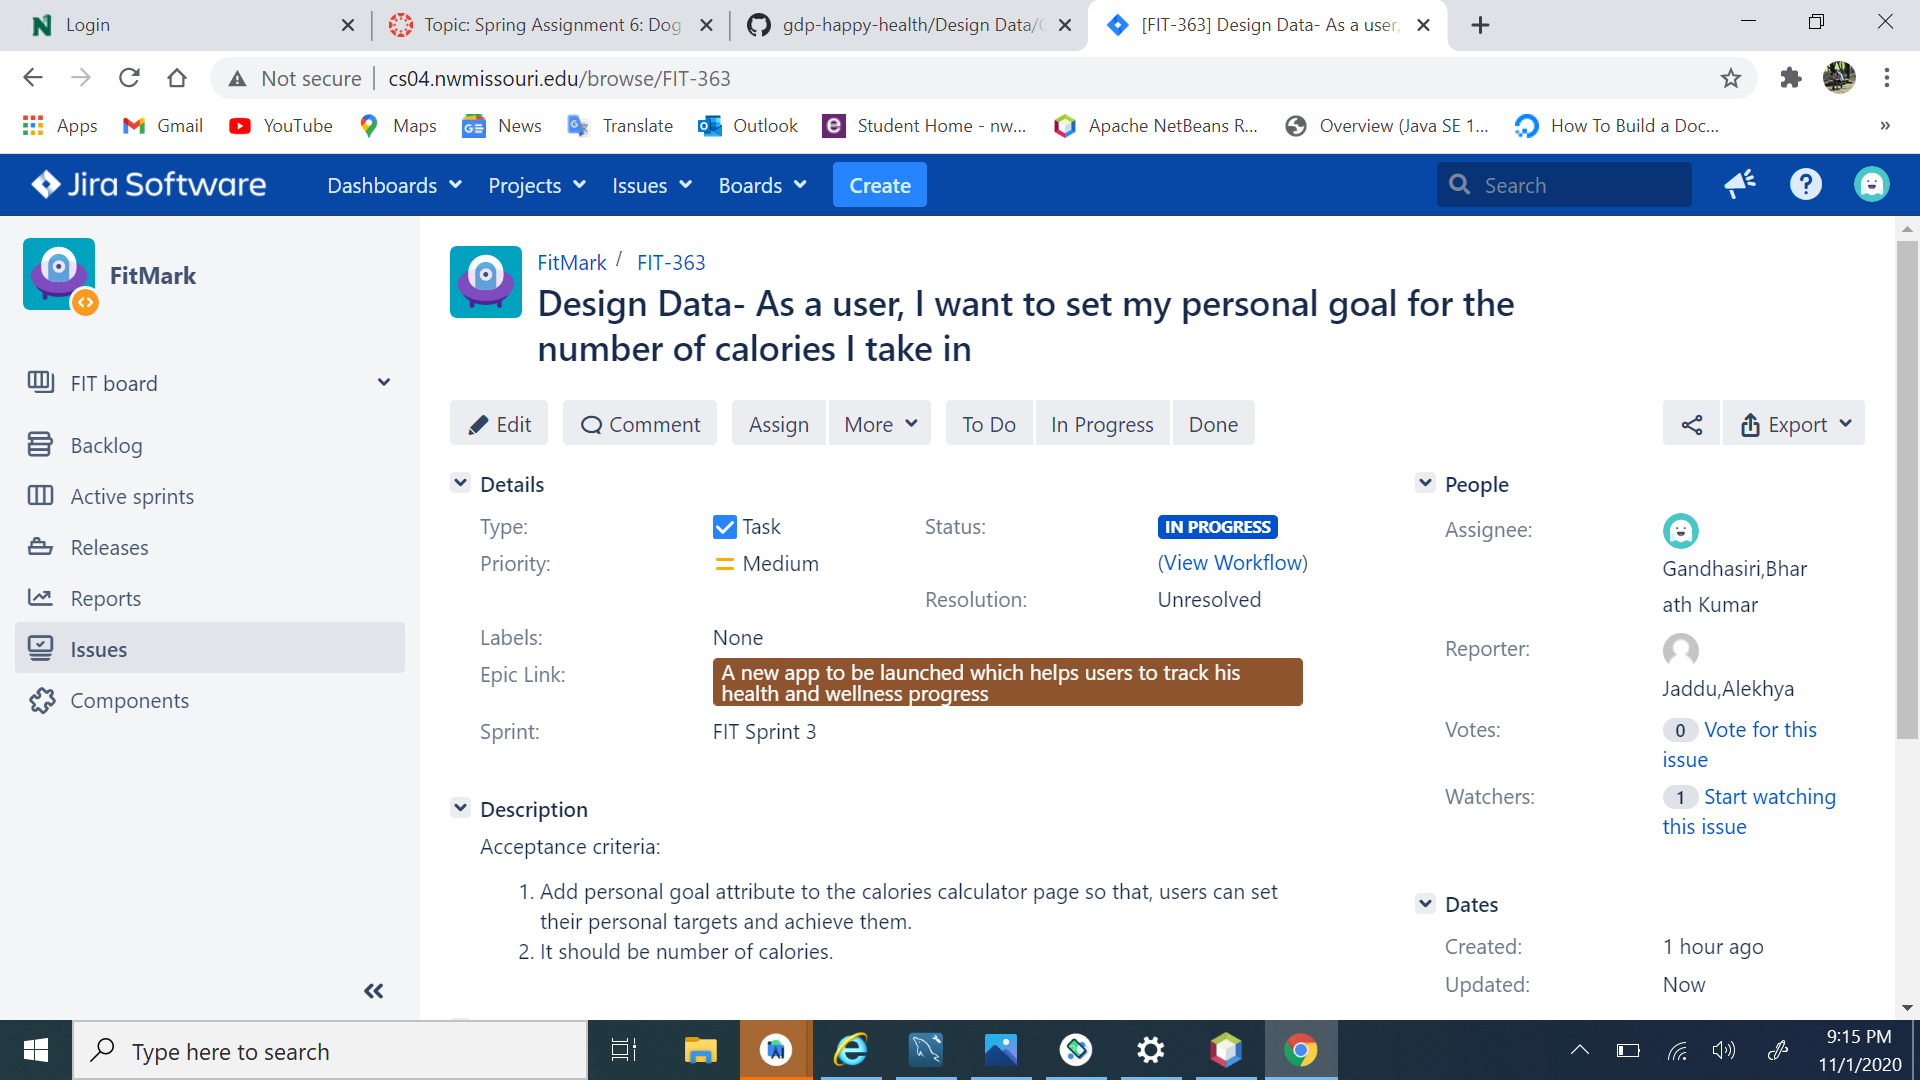 Login
Topic: Spring Assignment 6: Dog
gdp-happy-health/Design Data/
[FIT-363] Design Data- As a user,
Not secure
cs04.nwmissouri.edu/browse/FIT-363
Apps
Gmail
YouTube
Maps
News
Translate
Outlook
Student Home - nw...
Apache NetBeans R...
Overview (Java SE 1...
How To Build a Doc...
»
Jira Software
Dashboards
Projects
Issues
Boards
Create
Search
FitMark
FIT board
Backlog
Active sprints
Releases
Reports
Issues
Components
FitMark / FIT-363
Design Data- As a user, I want to set my personal goal for the
number of calories I take in
Edit
Comment
Assign
More
To Do
In Progress
Done
Export
Details
Type: Task
Status: IN PROGRESS
Priority: Medium
(View Workflow)
Resolution: Unresolved
Labels: None
Epic Link: A new app to be launched which helps users to track his
health and wellness progress
Sprint: FIT Sprint 3
Description
Acceptance criteria:
1. Add personal goal attribute to the calories calculator page so that, users can set
their personal targets and achieve them.
2. It should be number of calories.
People
Assignee:
Gandhasiri,Bhar
ath Kumar
Reporter:
Jaddu,Alekhya
Votes: 0 Vote for this
issue
Watchers: 1 Start watching
this issue
Dates
Created: 1 hour ago
Updated: Now
Type here to search
9:15 PM
11/1/2020